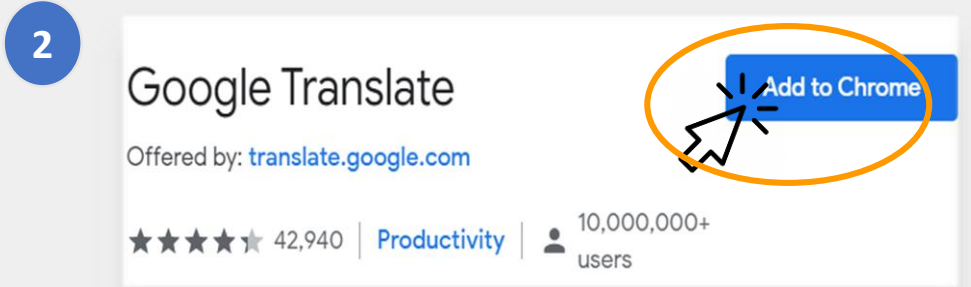 2
Google Translate
Add to Chrome
Offered by: translate.google.com
42,940 | Productivity | 10,000,000+
users